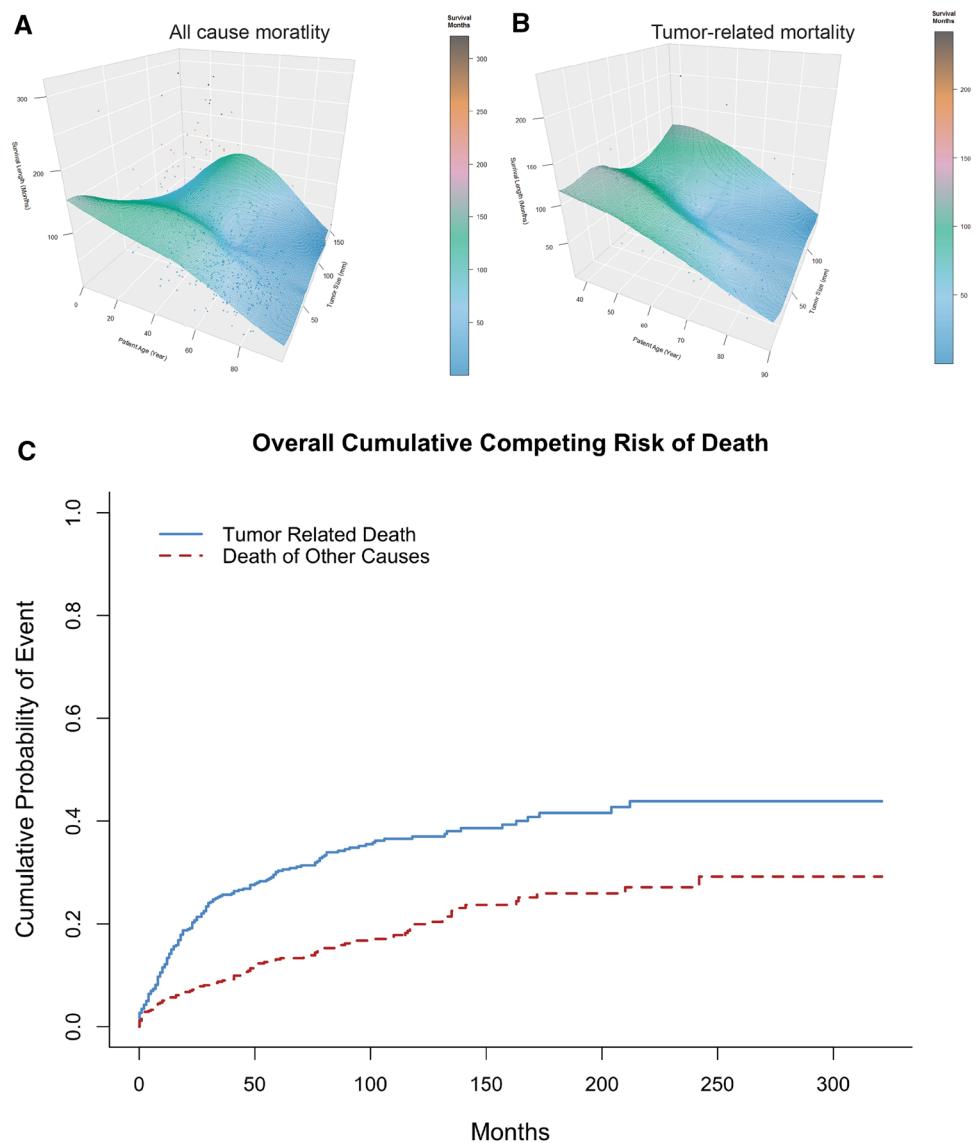 A
All cause moratlity
Survival
Months
300
250
200
150
100
50
300
200
100
Survival Length (Months)
0
20
40
60
80
Patient Age (Year)
50
100
150
Tumor Size (mm)
B
Tumor-related mortality
Survival
Months
200
150
100
50
200
150
100
50
Survival Length (Months)
40
50
60
70
80
90
Patient Age (Year)
50
100
Tumor Size (mm)
C
Overall Cumulative Competing Risk of Death
Tumor Related Death
Death of Other Causes
Cumulative Probability of Event
1.0
0.8
0.6
0.4
0.2
0.0
0
50
100
150
200
250
300
Months